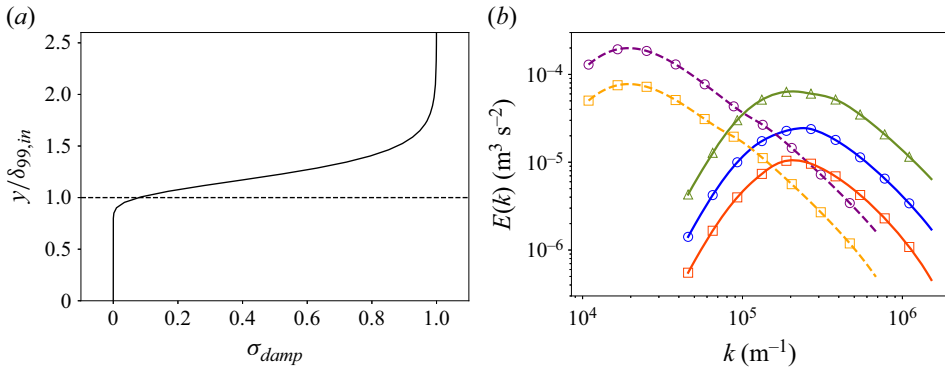 (a)
2.5
2.0
1.5
1.0
0.5
0
y/δ99,in
0 0.2 0.4 0.6 0.8 1.0
σdamp
(b)
10⁻⁴
10⁻⁵
10⁻⁶
E(k) (m³ s⁻²)
10⁴ 10⁵ 10⁶
k (m⁻¹)